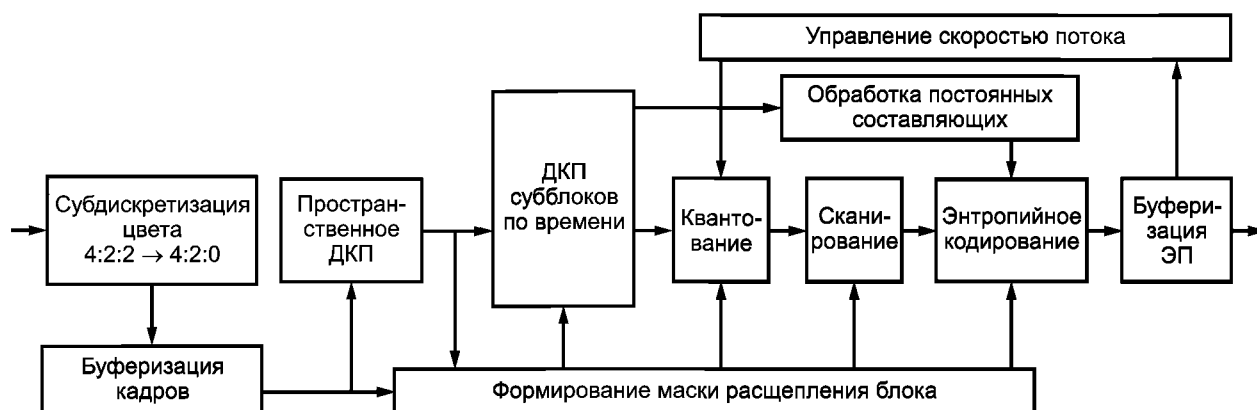 Управление скоростью потока
Обработка постоянных
составляющих
ДКП
субблоков
по времени
Субдискретизация
цвета
4:2:2 → 4:2:0
Простран-
ственное
ДКП
Кванто-
вание
Скани-
рование
Энтропийное
кодирование
Буфери-
зация
ЭП
Буферизация
кадров
Формирование маски расщепления блока